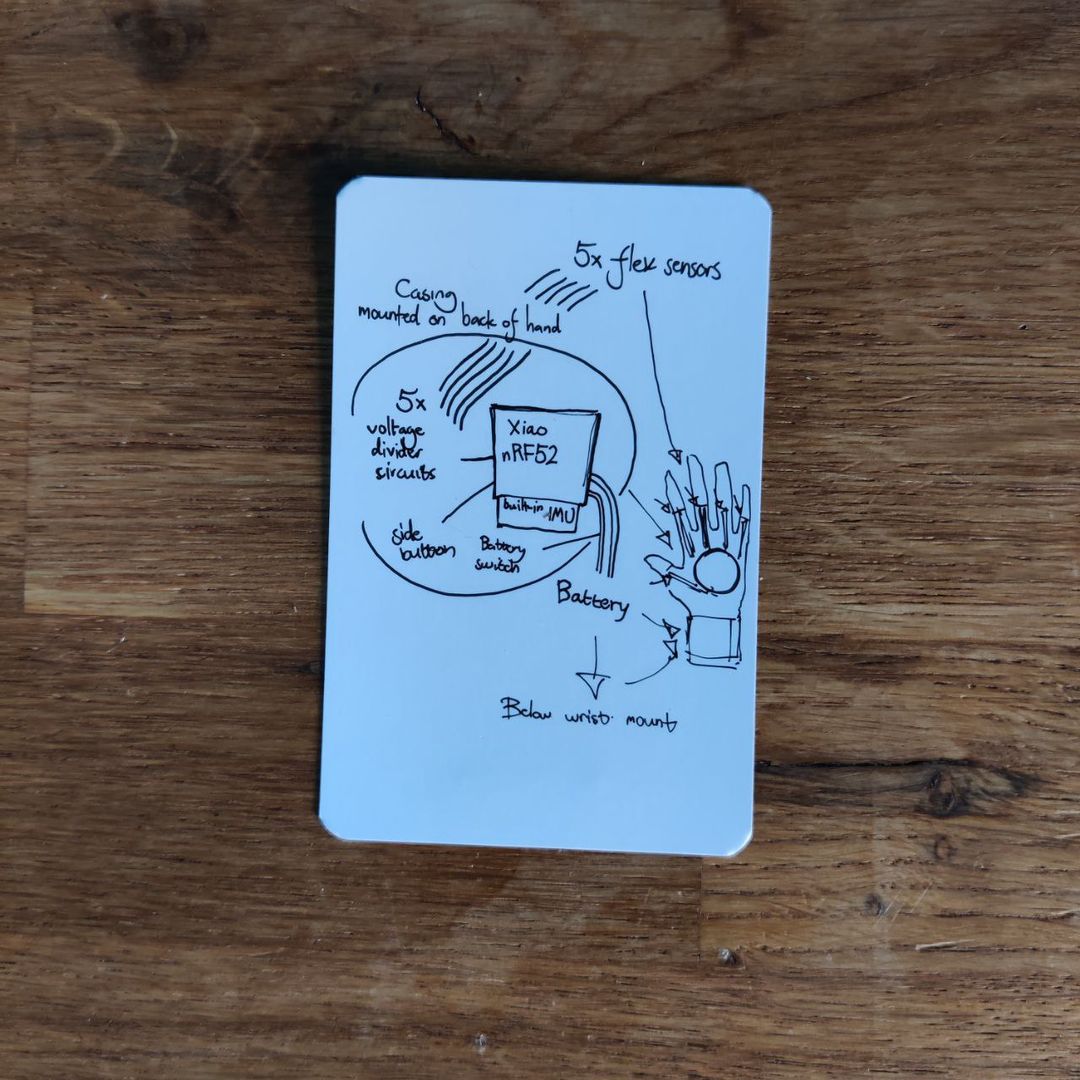 5x flex sensors
Casing
mounted on back of hand
5x
voltage
divider
circuits
Xiao
nRF52
built-in IMU
side
button
Battery
switch
Battery
Below wrist mount